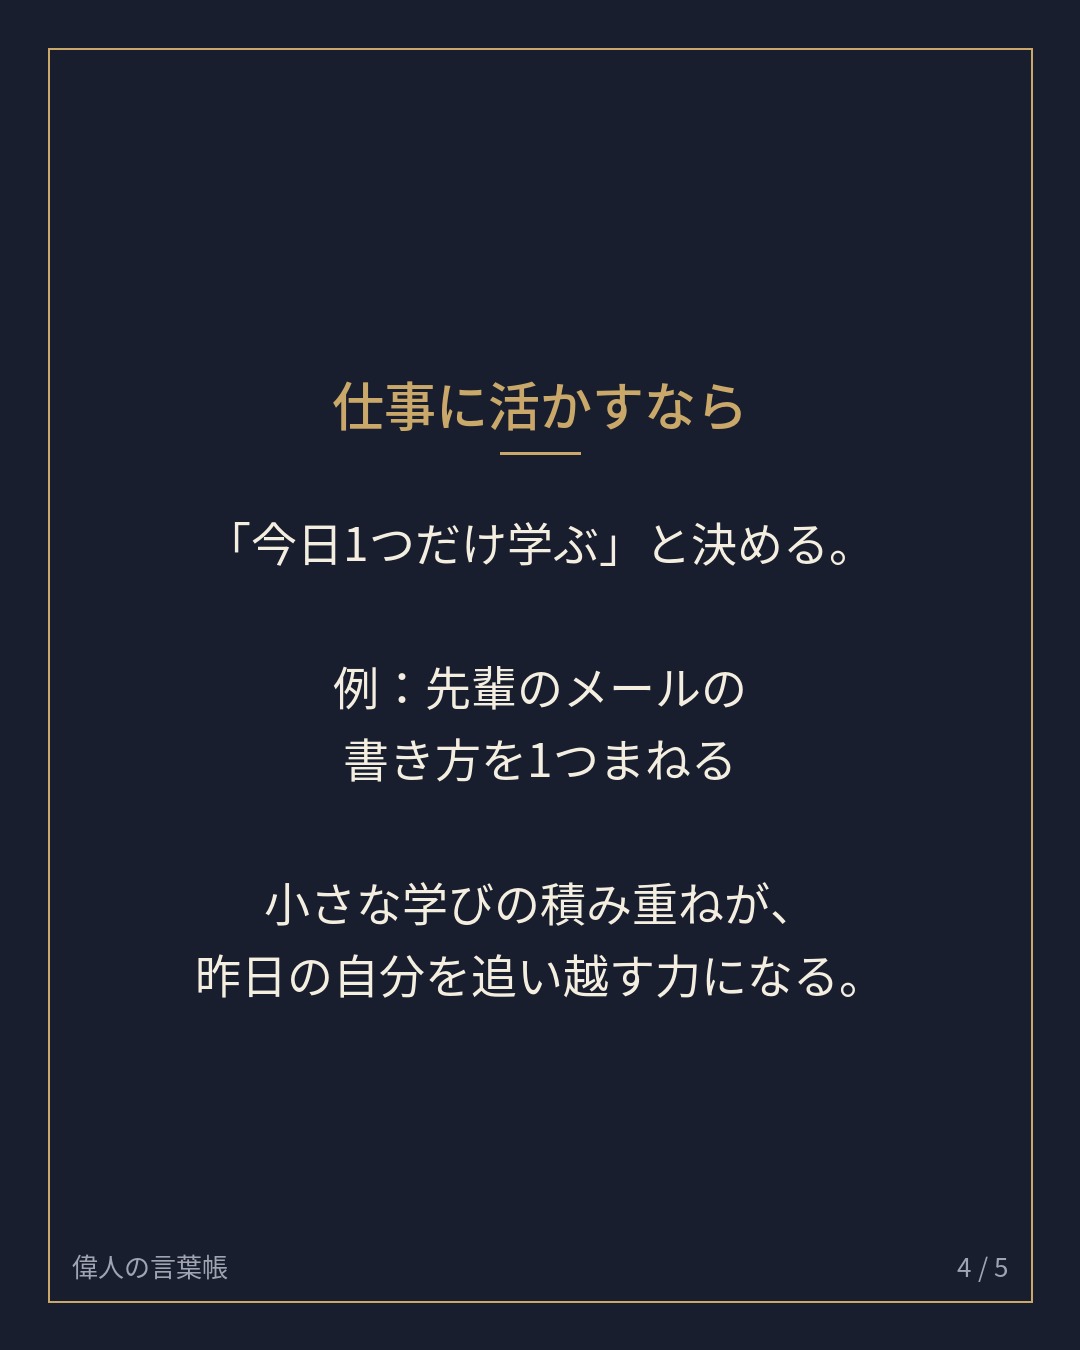 仕事に活かすなら
「今日1つだけ学ぶ」と決める。
例：先輩のメールの
書き方を1つまねる
小さな学びの積み重ねが、
昨日の自分を追い越す力になる。
偉人の言葉帳
4 / 5